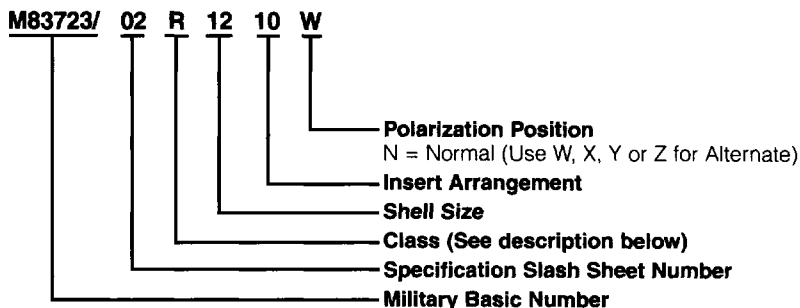 M83723/ 02 R 12 10 W
Polarization Position
N = Normal (Use W, X, Y or Z for Alternate)
Insert Arrangement
Shell Size
Class (See description below)
Specification Slash Sheet Number
Military Basic Number